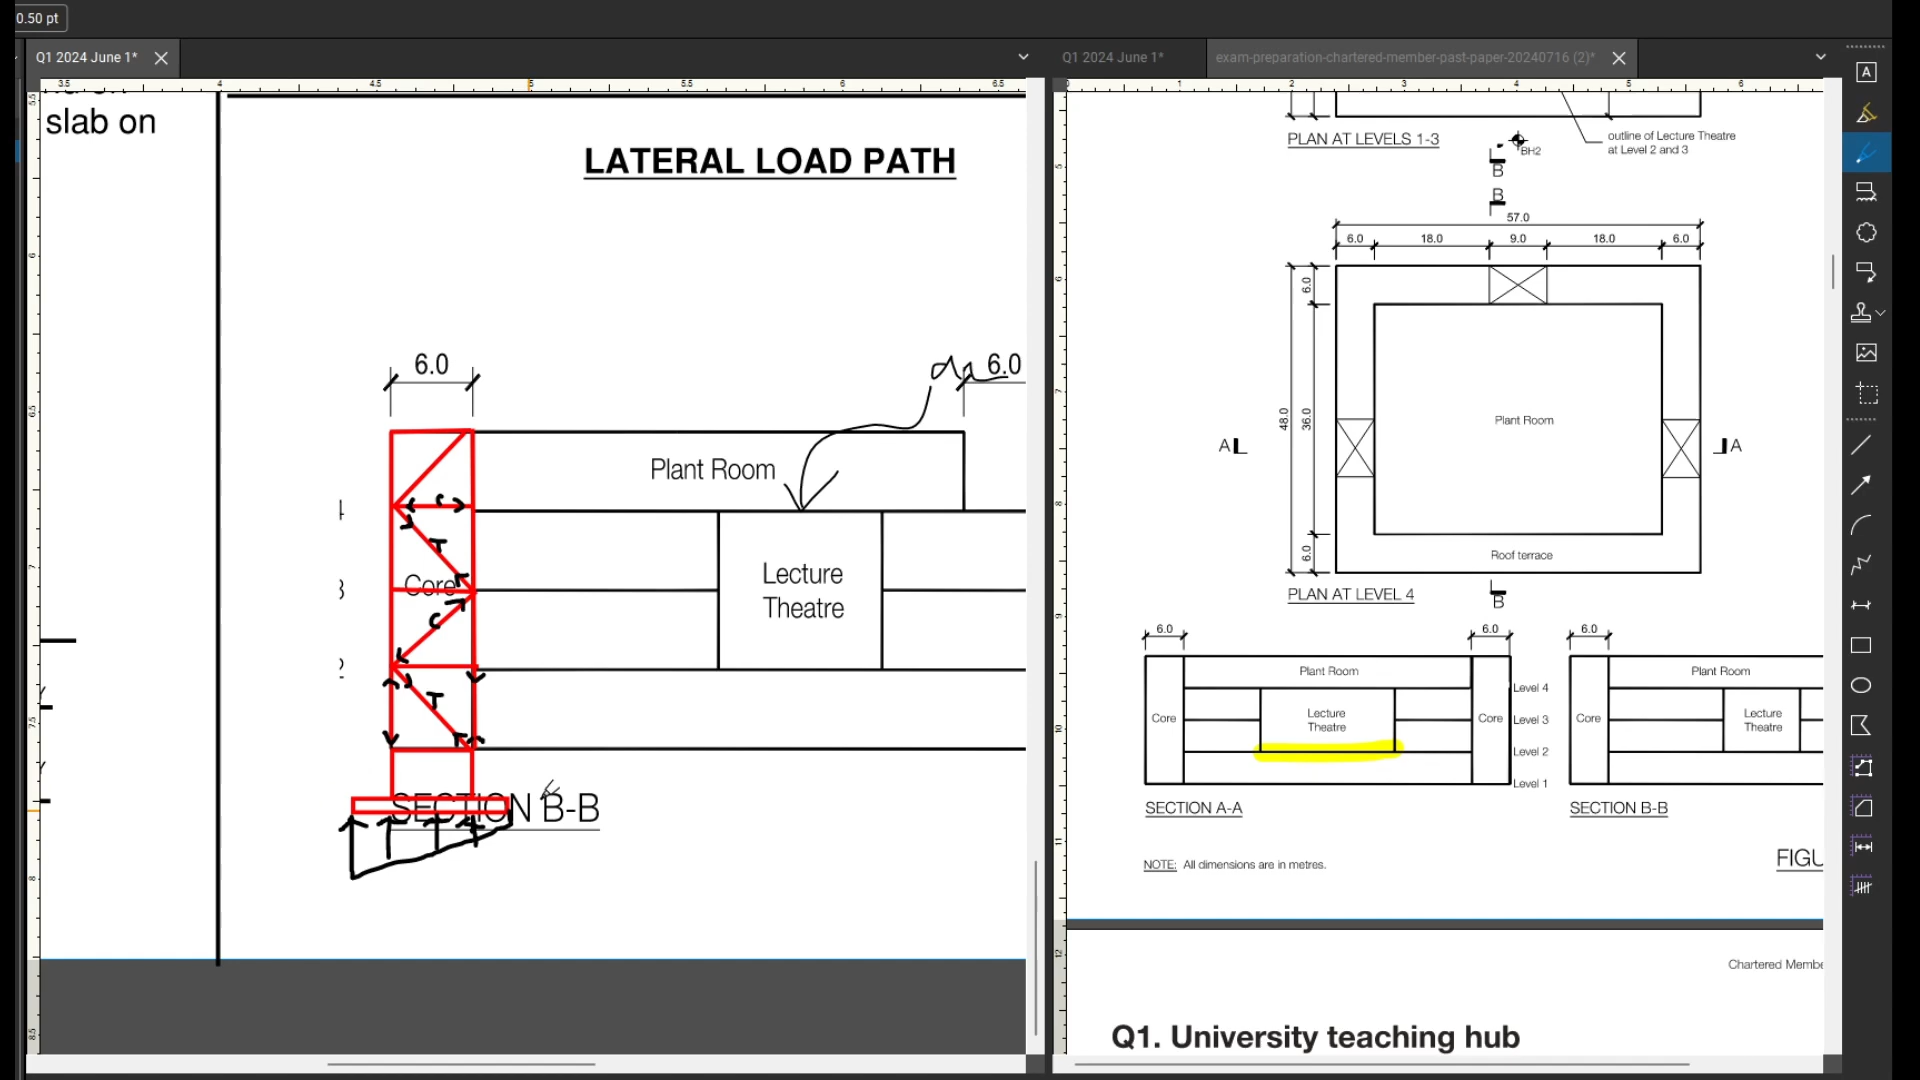 0.50 pt
Q1 2024 June 1*
Q1 2024 June 1*
exam-preparation-chartered-member-past-paper-20240716 (2)*
slab on
LATERAL LOAD PATH
6.0
6.0
Plant Room
4
C
T
Core
Lecture
Theatre
3
C
2
T
SECTION B-B
PLAN AT LEVELS 1-3
BH2
outline of Lecture Theatre
at Level 2 and 3
B
B
57.0
6.0
18.0
9.0
18.0
6.0
6.0
48.0
36.0
6.0
Plant Room
A
A
Roof terrace
PLAN AT LEVEL 4
B
6.0
6.0
6.0
Plant Room
Plant Room
Level 4
Core
Lecture
Theatre
Core
Level 3
Core
Lecture
Theatre
Level 2
Level 1
SECTION A-A
SECTION B-B
NOTE: All dimensions are in metres.
FIGU
Chartered Membe
Q1. University teaching hub